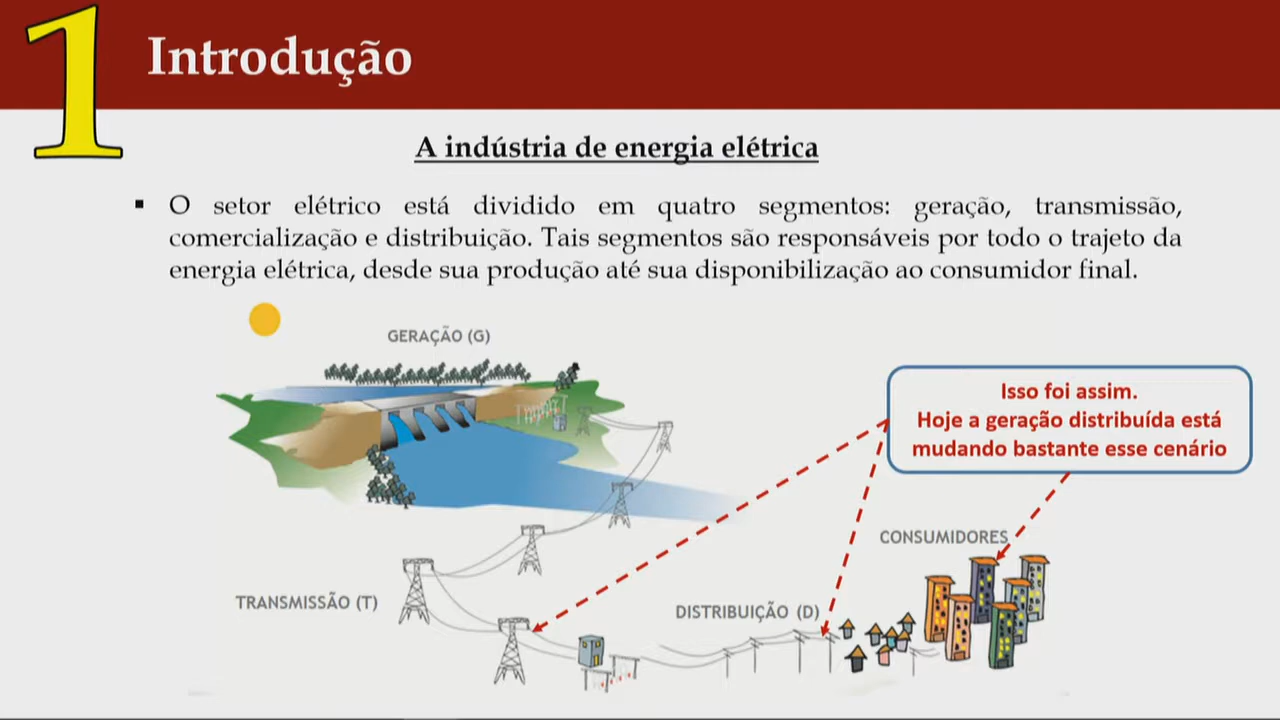 1
Introdução
A indústria de energia elétrica
▪ O setor elétrico está dividido em quatro segmentos: geração, transmissão,
comercialização e distribuição. Tais segmentos são responsáveis por todo o trajeto da
energia elétrica, desde sua produção até sua disponibilização ao consumidor final.
GERAÇÃO (G)
Isso foi assim.
Hoje a geração distribuída está
mudando bastante esse cenário
CONSUMIDORES
TRANSMISSÃO (T)
DISTRIBUIÇÃO (D)